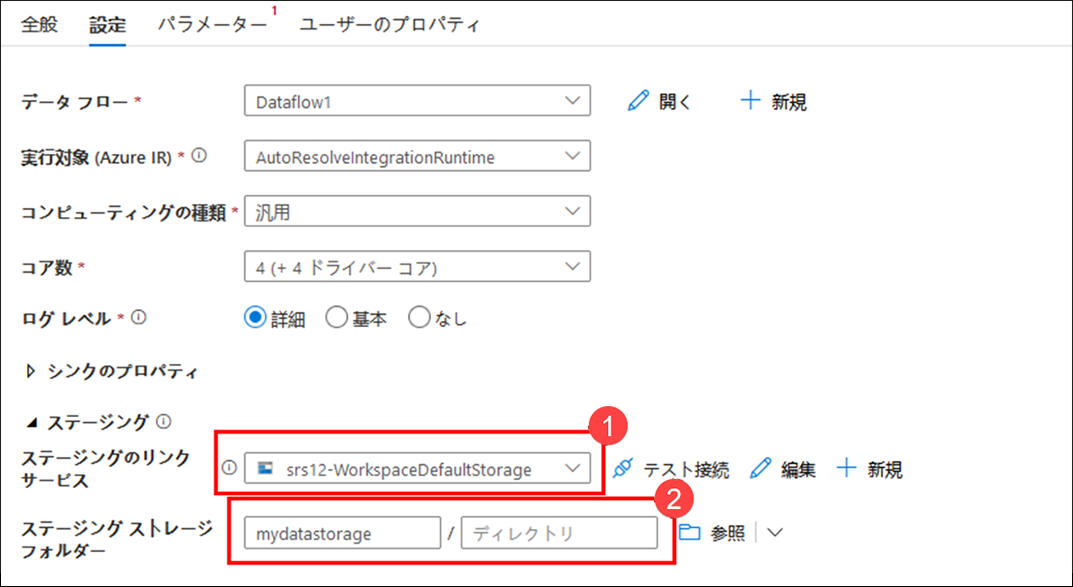 全般 設定 パラメーター 1 ユーザーのプロパティ
データ フロー * Dataflow1 開く 新規
実行対象 (Azure IR) * AutoResolveIntegrationRuntime
コンピューティングの種類 * 汎用
コア数 * 4 (+ 4 ドライバー コア)
ログ レベル * 詳細 基本 なし
シンクのプロパティ
ステージング
1
ステージングのリンク
サービス
srs12-WorkspaceDefaultStorage テスト接続 編集 新規
2
ステージング ストレージ
フォルダー
mydatastorage / ディレクトリ 参照